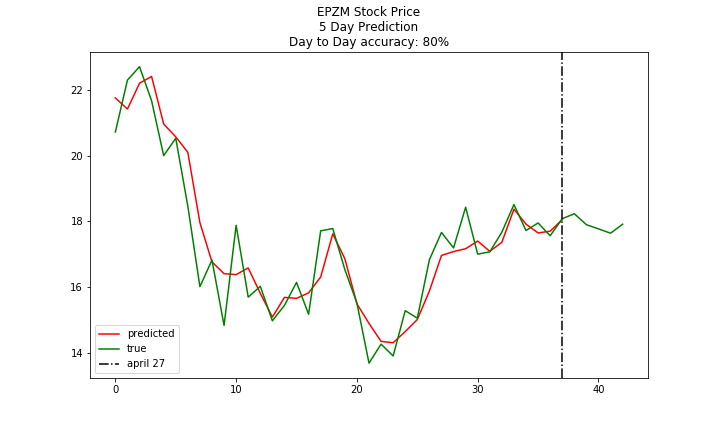 EPZM Stock Price
5 Day Prediction
Day to Day accuracy: 80%
22
20
18
16
14
predicted
true
april 27
0 10 20 30 40